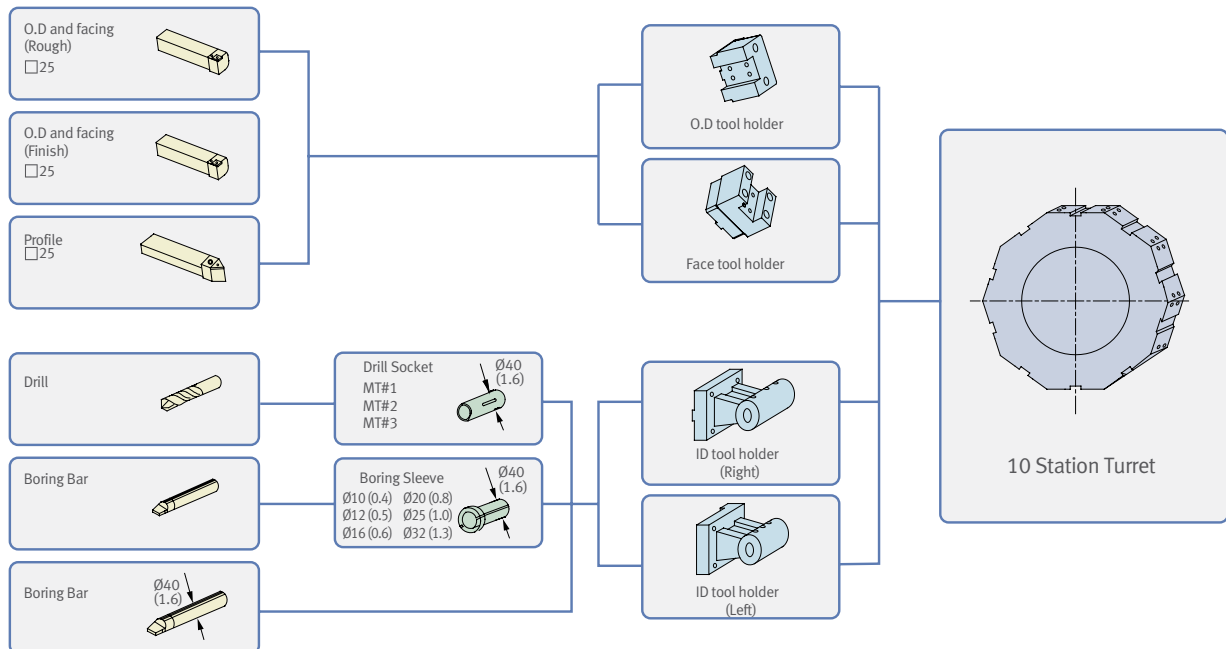 O.D and facing
(Rough)
□25
O.D and facing
(Finish)
□25
Profile
□25
O.D tool holder
Face tool holder
Drill
Drill Socket
MT#1
MT#2
MT#3
Ø40
(1.6)
Boring Bar
Boring Sleeve
Ø10 (0.4) Ø20 (0.8)
Ø12 (0.5) Ø25 (1.0)
Ø16 (0.6) Ø32 (1.3)
Ø40
(1.6)
Boring Bar
Ø40
(1.6)
ID tool holder
(Right)
ID tool holder
(Left)
10 Station Turret